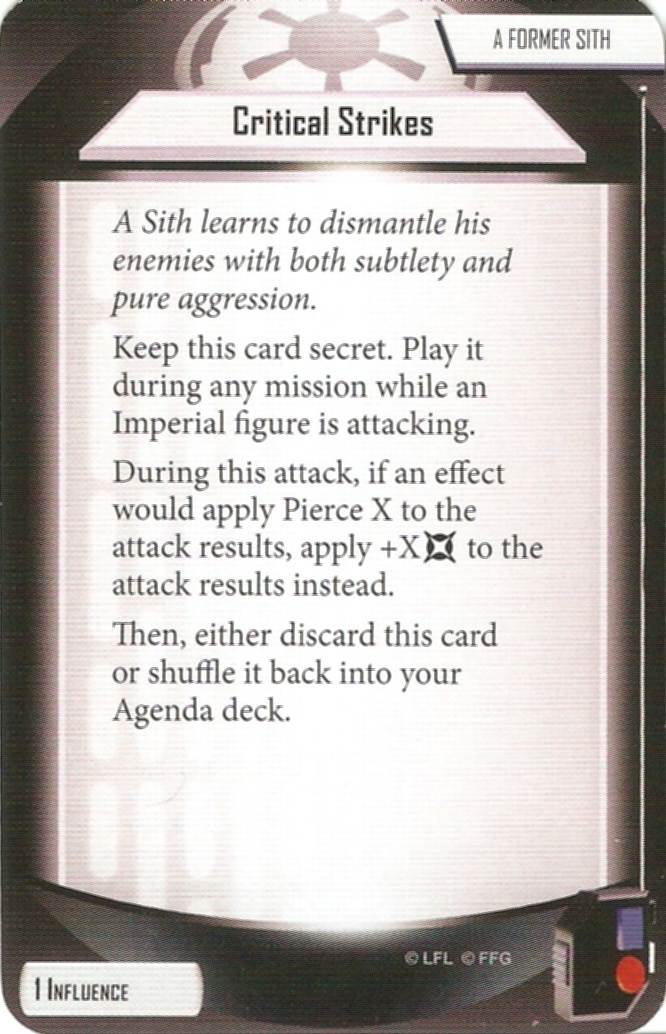 A FORMER SITH
Critical Strikes
A Sith learns to dismantle his
enemies with both subtlety and
pure aggression.
Keep this card secret. Play it
during any mission while an
Imperial figure is attacking.
During this attack, if an effect
would apply Pierce X to the
attack results, apply +X to the
attack results instead.
Then, either discard this card
or shuffle it back into your
Agenda deck.
© LFL © FFG
1 INFLUENCE